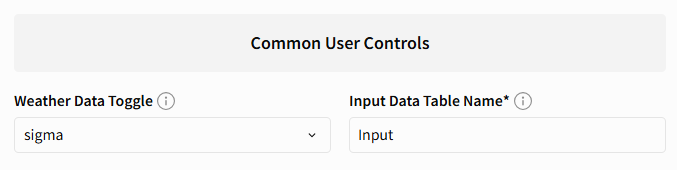 Common User Controls
Weather Data Toggle
Input Data Table Name*
sigma
Input